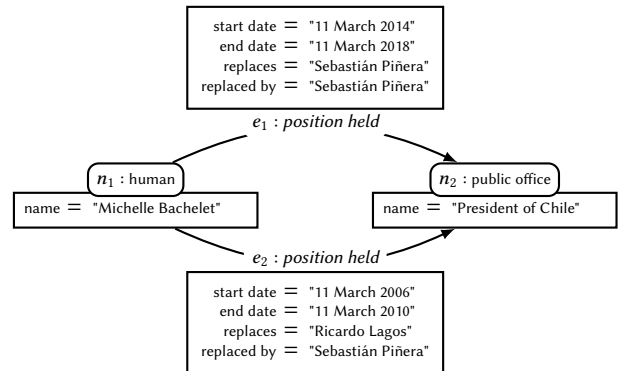 start date = "11 March 2014"
end date = "11 March 2018"
replaces = "Sebastián Piñera"
replaced by = "Sebastián Piñera"
e₁ : position held
n₁ : human
n₂ : public office
name = "Michelle Bachelet"
name = "President of Chile"
e₂ : position held
start date = "11 March 2006"
end date = "11 March 2010"
replaces = "Ricardo Lagos"
replaced by = "Sebastián Piñera"